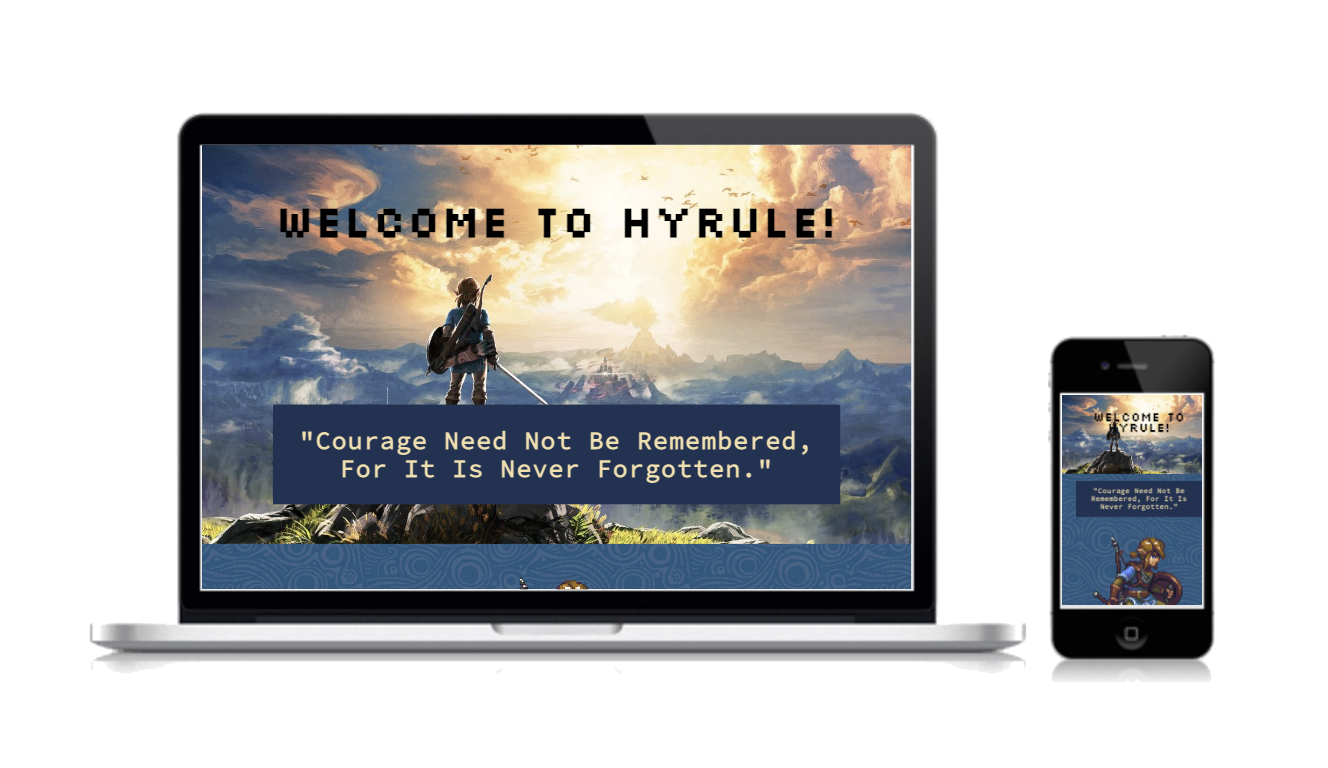 WELCOME TO HYRULE!
"Courage Need Not Be Remembered,
For It Is Never Forgotten."
WELCOME TO
HYRULE!
"Courage Need Not Be
Remembered, For It Is
Never Forgotten."